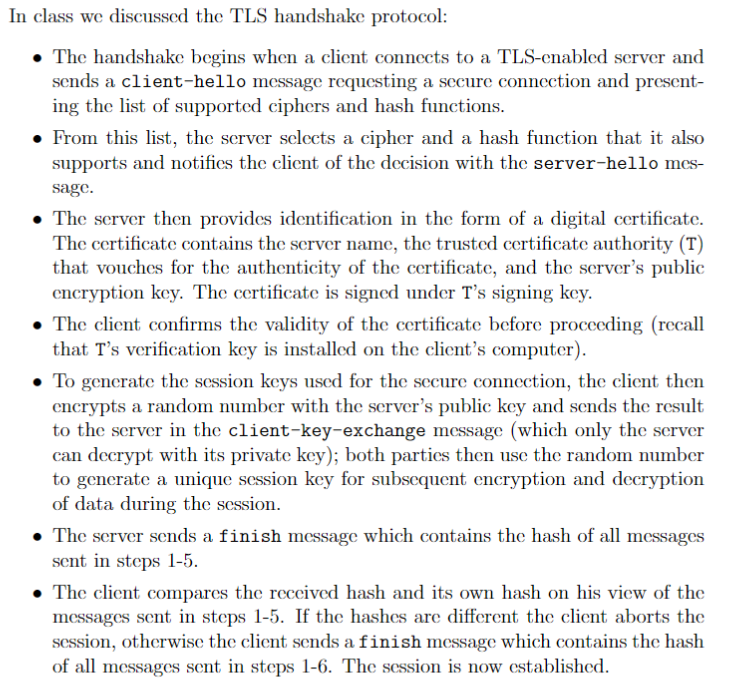 In class we discussed the TLS handshake protocol:
• The handshake begins when a client connects to a TLS-enabled server and
sends a client-hello message requesting a secure connection and present-
ing the list of supported ciphers and hash functions.
• From this list, the server selects a cipher and a hash function that it also
supports and notifies the client of the decision with the server-hello mes-
sage.
• The server then provides identification in the form of a digital certificate.
The certificate contains the server name, the trusted certificate authority (T)
that vouches for the authenticity of the certificate, and the server's public
encryption key. The certificate is signed under T's signing key.
• The client confirms the validity of the certificate before proceeding (recall
that T's verification key is installed on the client's computer).
• To generate the session keys used for the secure connection, the client then
encrypts a random number with the server's public key and sends the result
to the server in the client-key-exchange message (which only the server
can decrypt with its private key); both parties then use the random number
to generate a unique session key for subsequent encryption and decryption
of data during the session.
• The server sends a finish message which contains the hash of all messages
sent in steps 1-5.
• The client compares the received hash and its own hash on his view of the
messages sent in steps 1-5. If the hashes are different the client aborts the
session, otherwise the client sends a finish message which contains the hash
of all messages sent in steps 1-6. The session is now established.